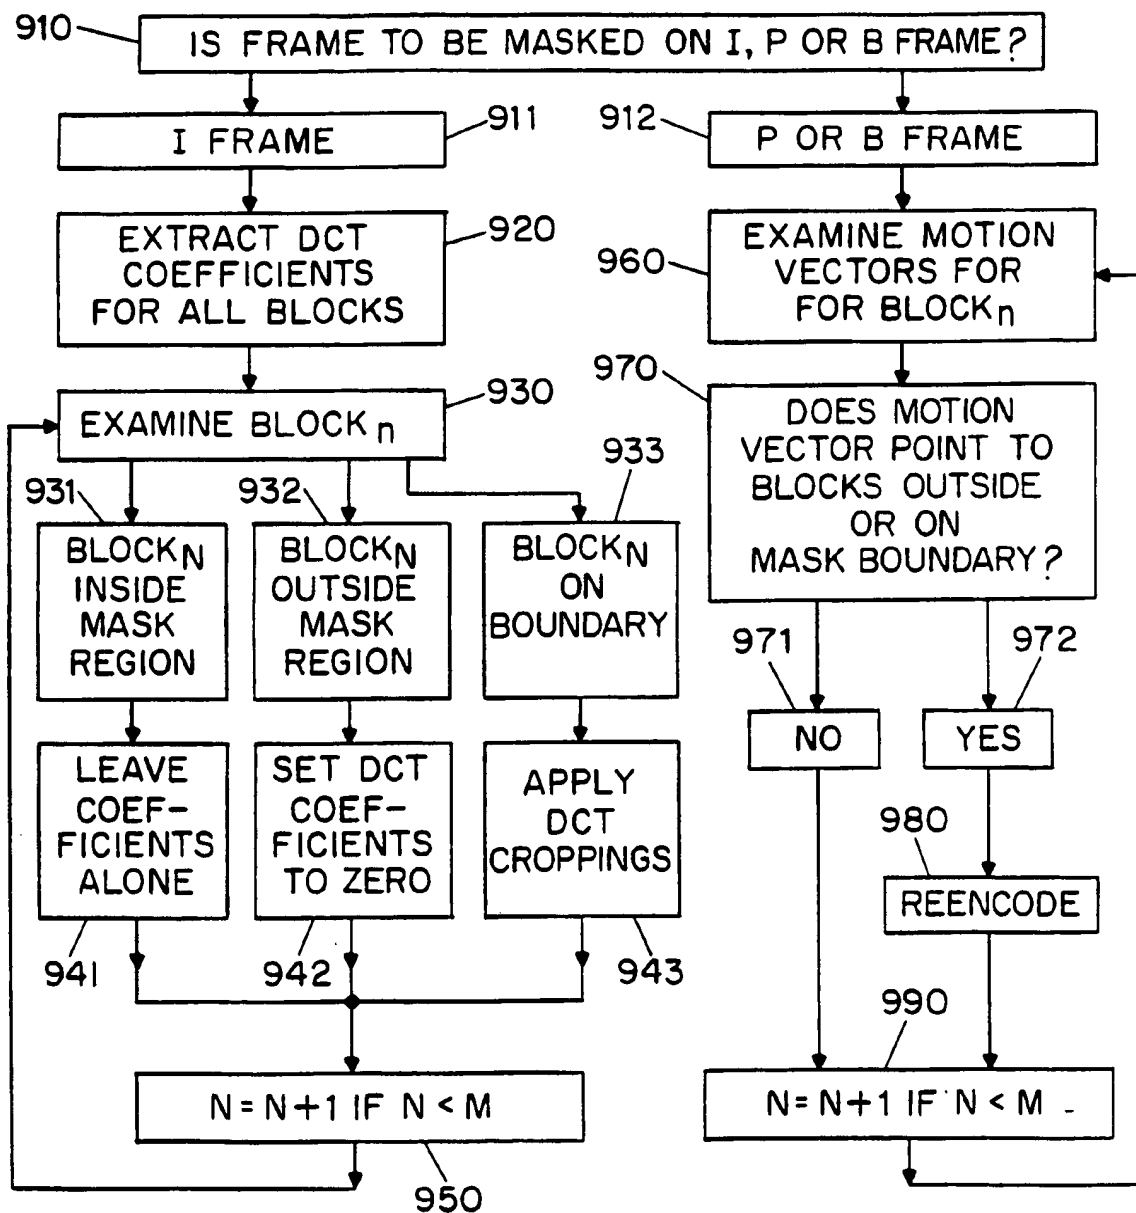 910
IS FRAME TO BE MASKED ON I, P OR B FRAME?
I FRAME
911
912
P OR B FRAME
EXTRACT DCT
COEFFICIENTS
FOR ALL BLOCKS
920
960
EXAMINE MOTION
VECTORS FOR
FOR BLOCKn
930
EXAMINE BLOCK n
970
DOES MOTION
VECTOR POINT TO
BLOCKS OUTSIDE
OR ON
MASK BOUNDARY?
931
BLOCKN
INSIDE
MASK
REGION
932
BLOCKN
OUTSIDE
MASK
REGION
933
BLOCKN
ON
BOUNDARY
971
NO
972
YES
LEAVE
COEF-
FICIENTS
ALONE
941
SET DCT
COEF-
FICIENTS
TO ZERO
942
APPLY
DCT
CROPPINGS
943
980
REENCODE
990
N=N+1 IF N<M
950
N=N+1 IF N<M